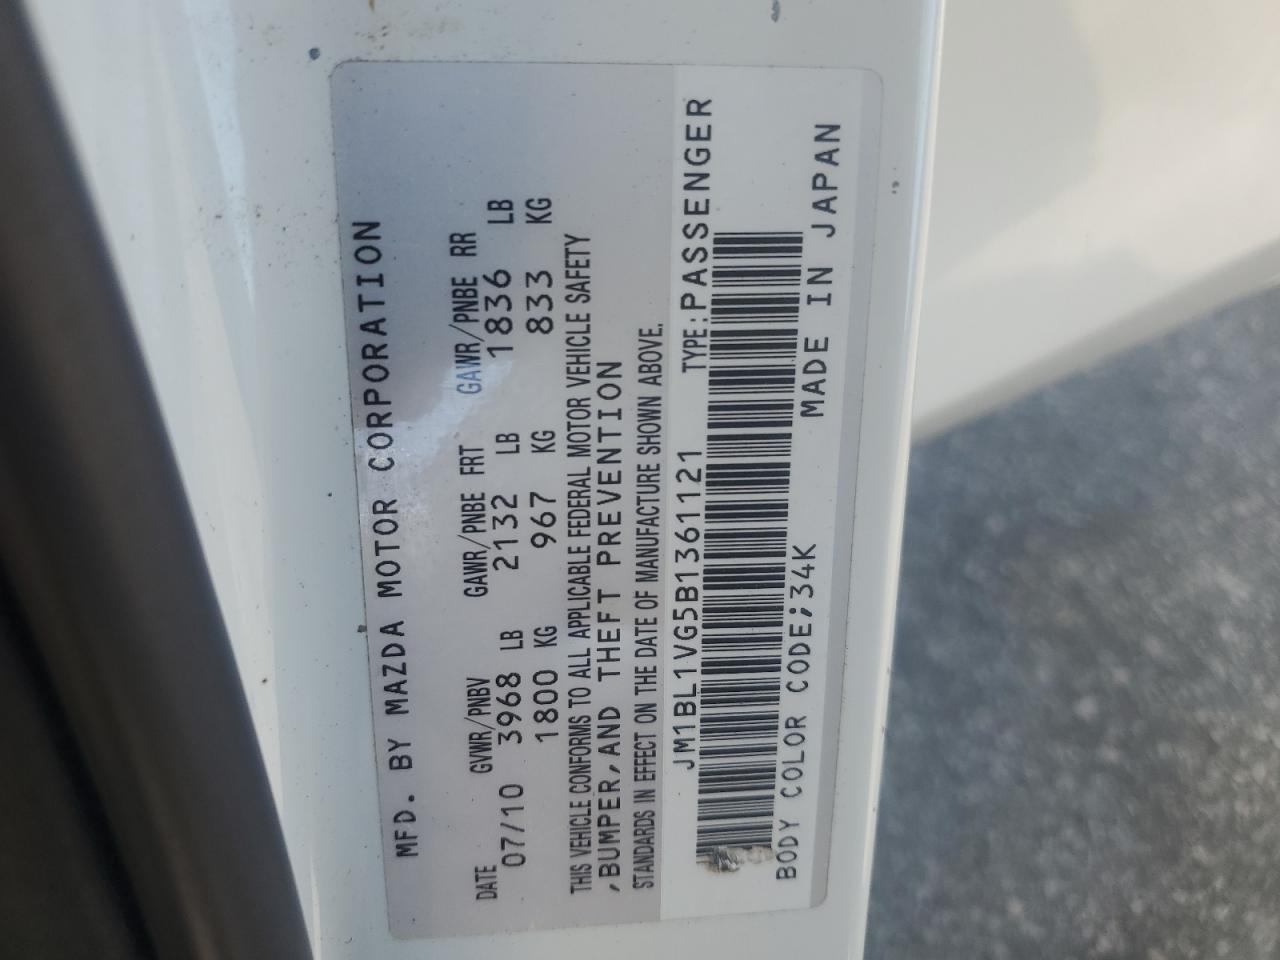 MFD. BY MAZDA MOTOR CORPORATION
DATE GVWR/PNBV GAWR/PNBE FRT GAWR/PNBE RR
07/10 3968 LB 2132 LB 1836 LB
1800 KG 967 KG 833 KG
THIS VEHICLE CONFORMS TO ALL APPLICABLE FEDERAL MOTOR VEHICLE SAFETY
,BUMPER,AND THEFT PREVENTION
STANDARDS IN EFFECT ON THE DATE OF MANUFACTURE SHOWN ABOVE.
JM1BL1VG5B1361121 TYPE:PASSENGER
BODY COLOR CODE;34K MADE IN JAPAN